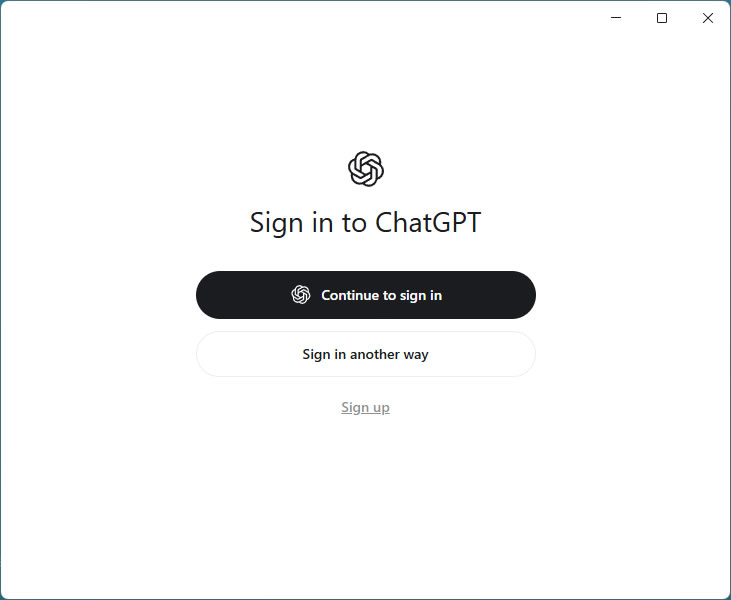 Sign in to ChatGPT
Continue to sign in
Sign in another way
Sign up